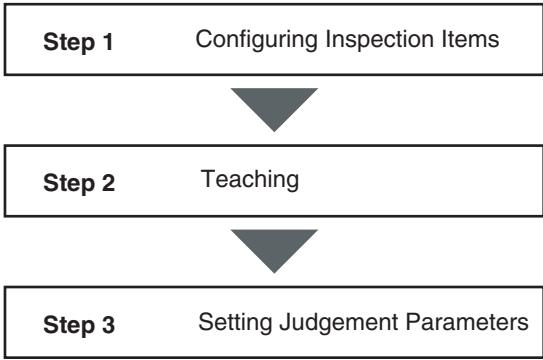 Step 1 Configuring Inspection Items
Step 2 Teaching
Step 3 Setting Judgement Parameters